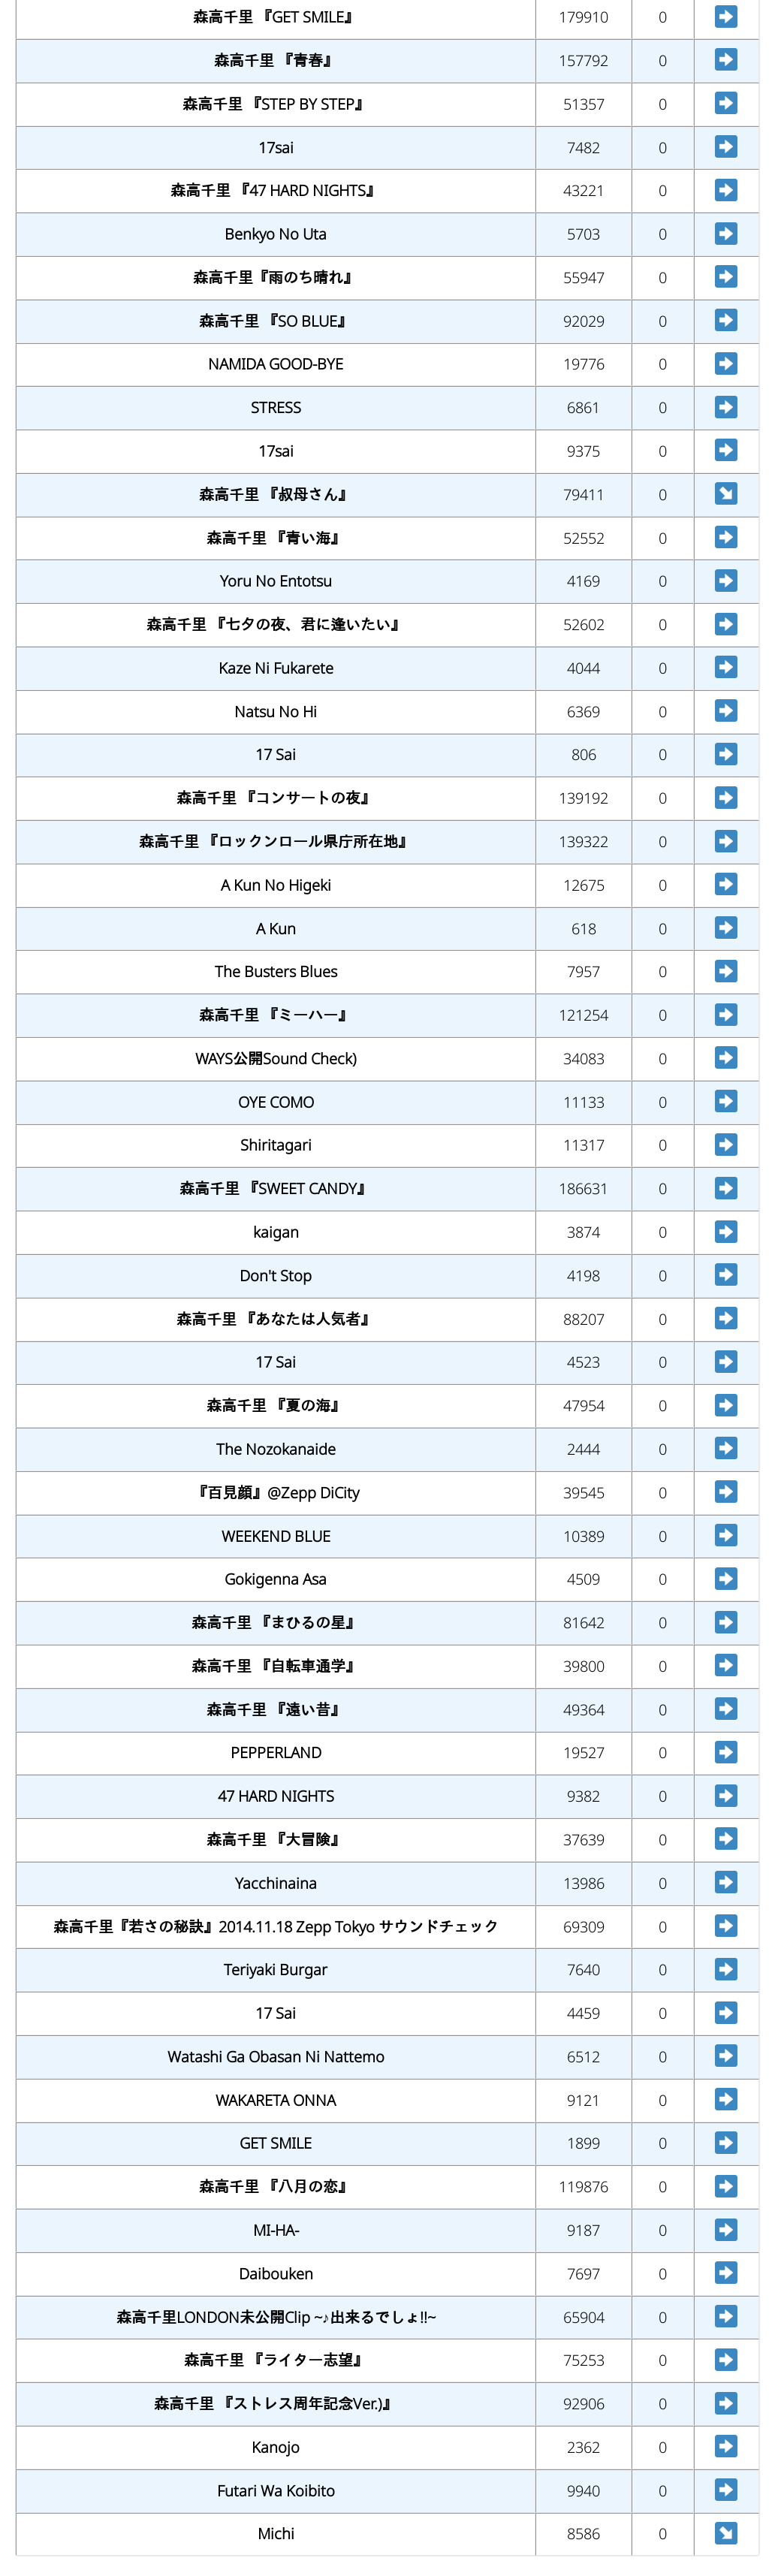 森高千里 『GET SMILE』 179910 0
森高千里 『青春』 157792 0
森高千里 『STEP BY STEP』 51357 0
17sai 7482 0
森高千里 『47 HARD NIGHTS』 43221 0
Benkyo No Uta 5703 0
森高千里『雨のち晴れ』 55947 0
森高千里 『SO BLUE』 92029 0
NAMIDA GOOD-BYE 19776 0
STRESS 6861 0
17sai 9375 0
森高千里 『叔母さん』 79411 0
森高千里 『青い海』 52552 0
Yoru No Entotsu 4169 0
森高千里 『七夕の夜、君に逢いたい』 52602 0
Kaze Ni Fukarete 4044 0
Natsu No Hi 6369 0
17 Sai 806 0
森高千里 『コンサートの夜』 139192 0
森高千里 『ロックンロール県庁所在地』 139322 0
A Kun No Higeki 12675 0
A Kun 618 0
The Busters Blues 7957 0
森高千里 『ミーハー』 121254 0
WAYS公開Sound Check) 34083 0
OYE COMO 11133 0
Shiritagari 11317 0
森高千里 『SWEET CANDY』 186631 0
kaigan 3874 0
Don't Stop 4198 0
森高千里 『あなたは人気者』 88207 0
17 Sai 4523 0
森高千里 『夏の海』 47954 0
The Nozokanaide 2444 0
『百見顔』@Zepp DiCity 39545 0
WEEKEND BLUE 10389 0
Gokigenna Asa 4509 0
森高千里 『まひるの星』 81642 0
森高千里 『自転車通学』 39800 0
森高千里 『遠い昔』 49364 0
PEPPERLAND 19527 0
47 HARD NIGHTS 9382 0
森高千里 『大冒険』 37639 0
Yacchinaina 13986 0
森高千里『若さの秘訣』2014.11.18 Zepp Tokyo サウンドチェック 69309 0
Teriyaki Burgar 7640 0
17 Sai 4459 0
Watashi Ga Obasan Ni Nattemo 6512 0
WAKARETA ONNA 9121 0
GET SMILE 1899 0
森高千里 『八月の恋』 119876 0
MI-HA- 9187 0
Daibouken 7697 0
森高千里LONDON未公開Clip ~♪出来るでしょ!!~ 65904 0
森高千里 『ライター志望』 75253 0
森高千里 『ストレス周年記念Ver.)』 92906 0
Kanojo 2362 0
Futari Wa Koibito 9940 0
Michi 8586 0